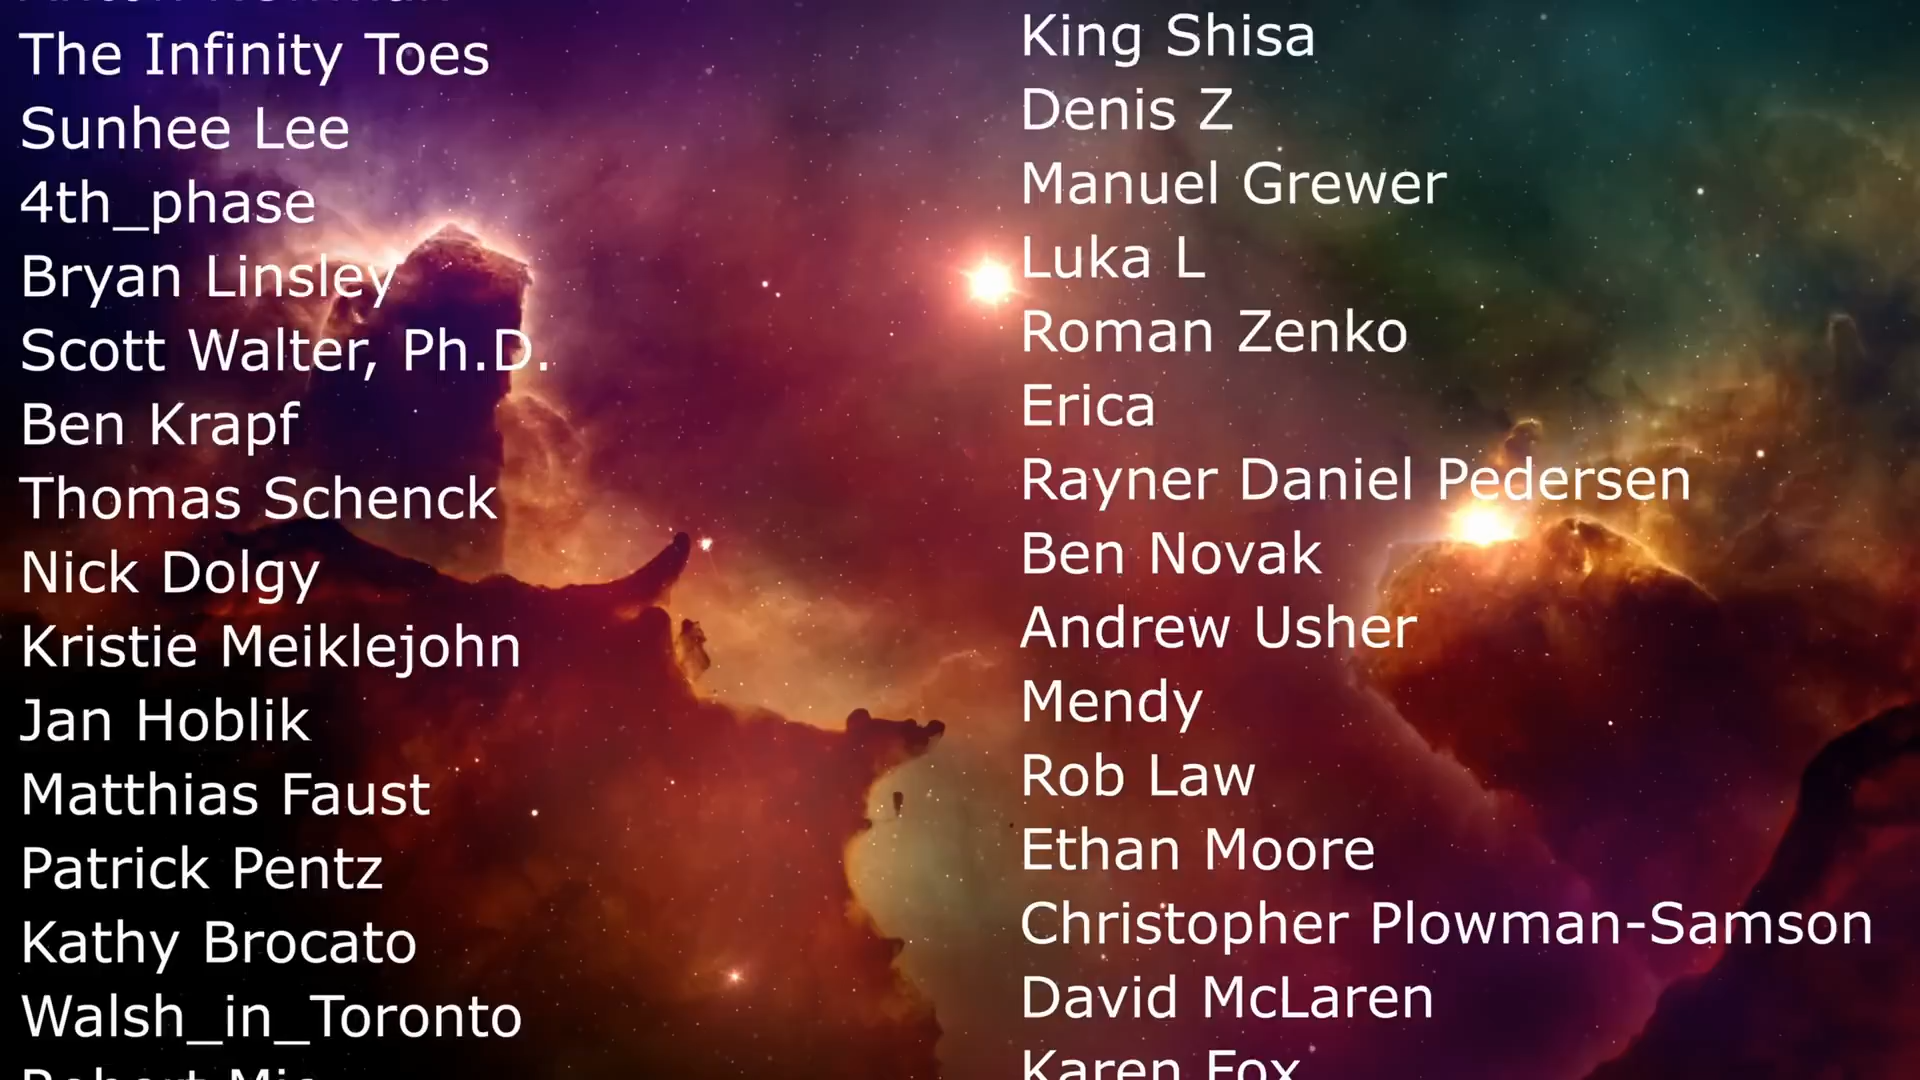 The Infinity Toes
Sunhee Lee
4th_phase
Bryan Linsley
Scott Walter, Ph.D.
Ben Krapf
Thomas Schenck
Nick Dolgy
Kristie Meiklejohn
Jan Hoblik
Matthias Faust
Patrick Pentz
Kathy Brocato
Walsh_in_Toronto
King Shisa
Denis Z
Manuel Grewer
Luka L
Roman Zenko
Erica
Rayner Daniel Pedersen
Ben Novak
Andrew Usher
Mendy
Rob Law
Ethan Moore
Christopher Plowman-Samson
David McLaren
Karen Fox